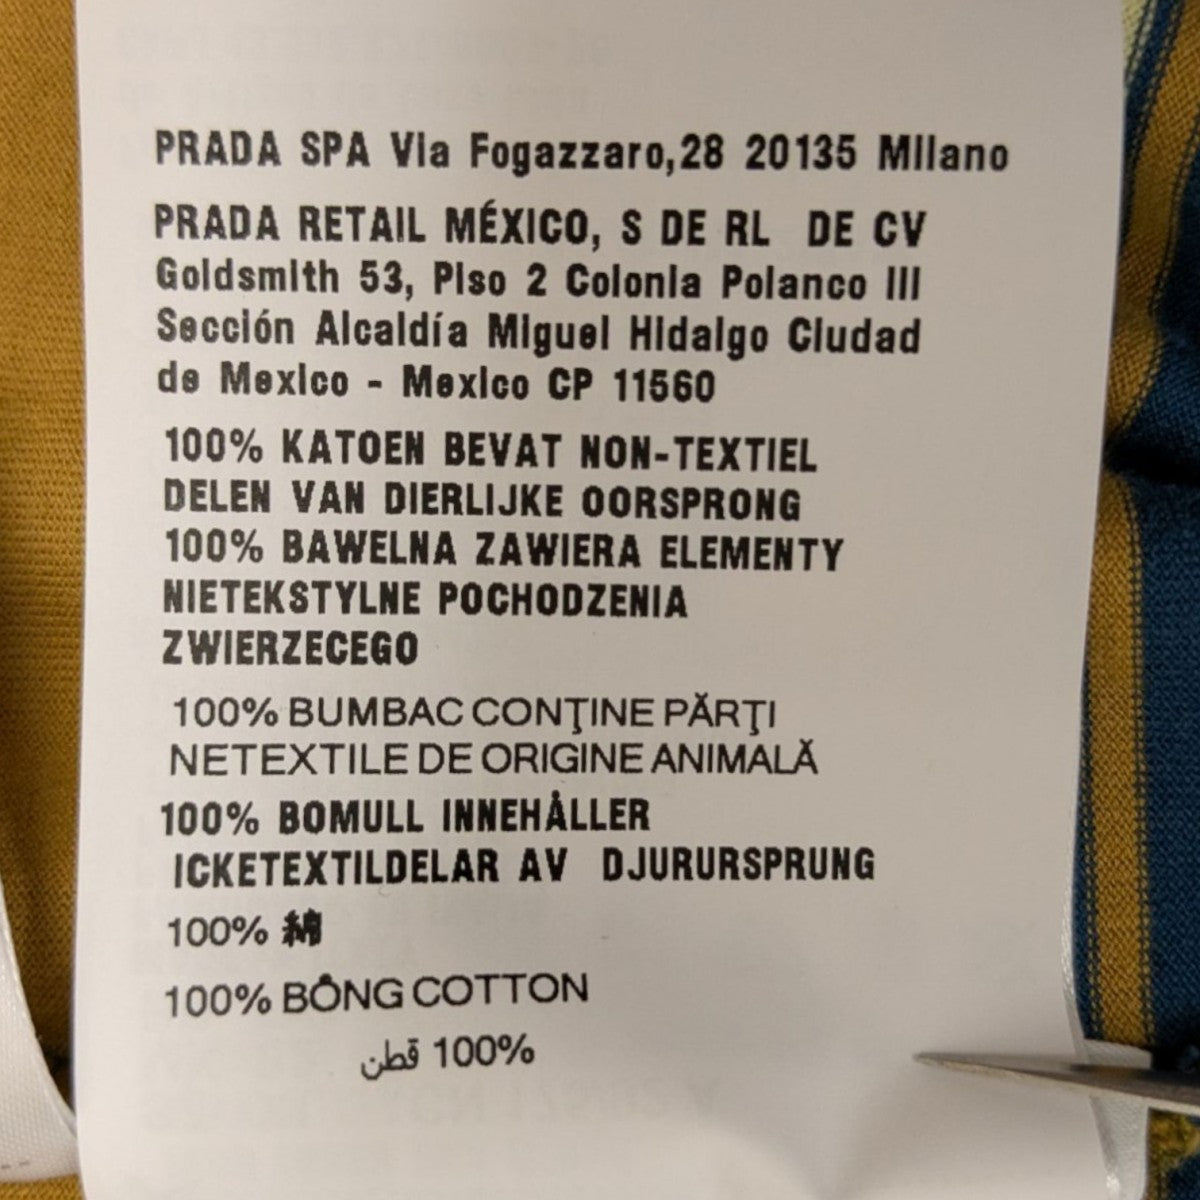 PRADA SPA Via Fogazzaro,28 20135 Milano
PRADA RETAIL MÉXICO, S DE RL DE CV
Goldsmith 53, Piso 2 Colonia Polanco III
Sección Alcaldía Miguel Hidalgo Ciudad
de Mexico - Mexico CP 11560
100% KATOEN BEVAT NON-TEXTIEL
DELEN VAN DIERLIJKE OORSPRONG
100% BAWELNA ZAWIERA ELEMENTY
NIETEKSTYLNE POCHODZENIA
ZWIERZECEGO
100% BUMBAC CONŢINE PĂRŢI
NETEXTILE DE ORIGINE ANIMALĂ
100% BOMULL INNEHÅLLER
ICKETEXTILDELAR AV DJURURSPRUNG
100% 綿
100% BÔNG COTTON
100% قطن